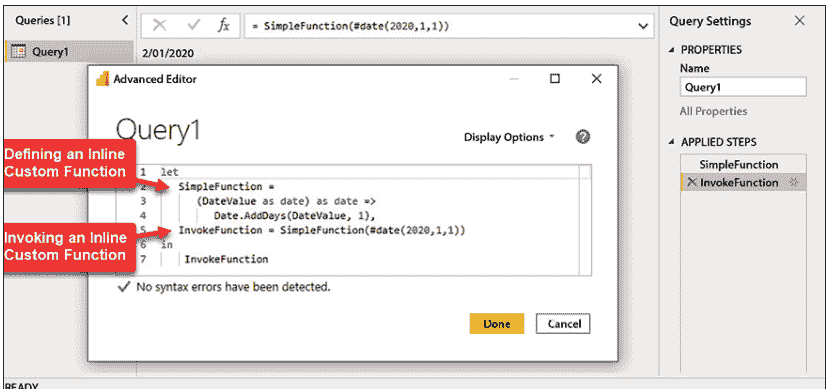 Queries [1]
fx
= SimpleFunction(#date(2020,1,1))
Query Settings
Query1
2/01/2020
PROPERTIES
Name
Query1
All Properties
APPLIED STEPS
SimpleFunction
InvokeFunction
Advanced Editor
Query1
Display Options
?
Defining an Inline
Custom Function
Invoking an Inline
Custom Function
1 let
2 SimpleFunction =
3 (DateValue as date) as date =>
4 Date.AddDays(DateValue, 1),
5 InvokeFunction = SimpleFunction(#date(2020,1,1))
6 in
7 InvokeFunction
No syntax errors have been detected.
Done
Cancel
READY